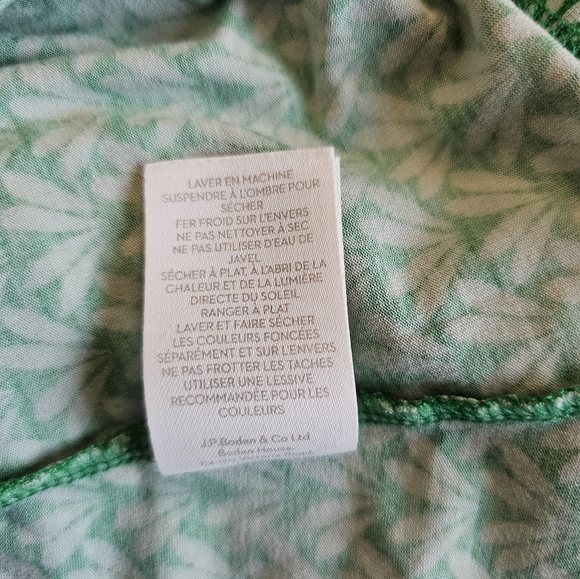 LAVER EN MACHINE
SUSPENDRE À L'OMBRE POUR
SÉCHER
FER FROID SUR L'ENVERS
NE PAS NETTOYER À SEC
NE PAS UTILISER D'EAU DE
JAVEL
SÉCHER À PLAT, À L'ABRI DE LA
CHALEUR ET DE LA LUMIÈRE
DIRECTE DU SOLEIL
RANGER À PLAT
LAVER ET FAIRE SÉCHER
LES COULEURS FONCÉES
SÉPARÉMENT ET SUR L'ENVERS
NE PAS FROTTER LES TACHES
UTILISER UNE LESSIVE
RECOMMANDÉE POUR LES
COULEURS
J.P.Boden & Co Ltd
Boden House,